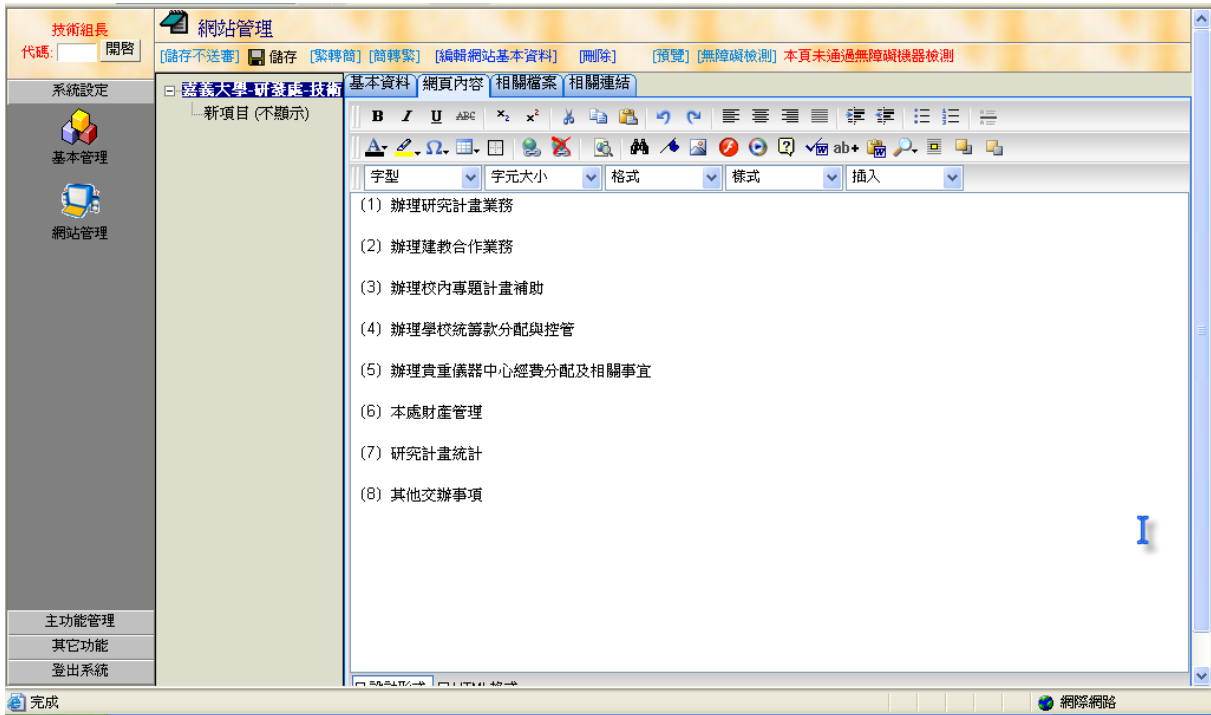 技術組長
代碼: 開啓
網站管理
[儲存不送審] 儲存 [繁轉簡] [簡轉繁] [編輯網站基本資料] [刪除] [預覽] [無障礙檢測] 本頁未通過無障礙機器檢測
系統設定
基本管理
網站管理
主功能管理
其它功能
登出系統
嘉義大學-研發處-技術
新項目 (不顯示)
基本資料 網頁內容 相關檔案 相關連結
B I U ABC ×₂ ×²
A Ω ab+
字型 字元大小 格式 樣式 插入
(1) 辦理研究計畫業務
(2) 辦理建教合作業務
(3) 辦理校內專題計畫補助
(4) 辦理學校統籌款分配與控管
(5) 辦理貴重儀器中心經費分配及相關事宜
(6) 本處財產管理
(7) 研究計畫統計
(8) 其他交辦事項
完成
網際網路